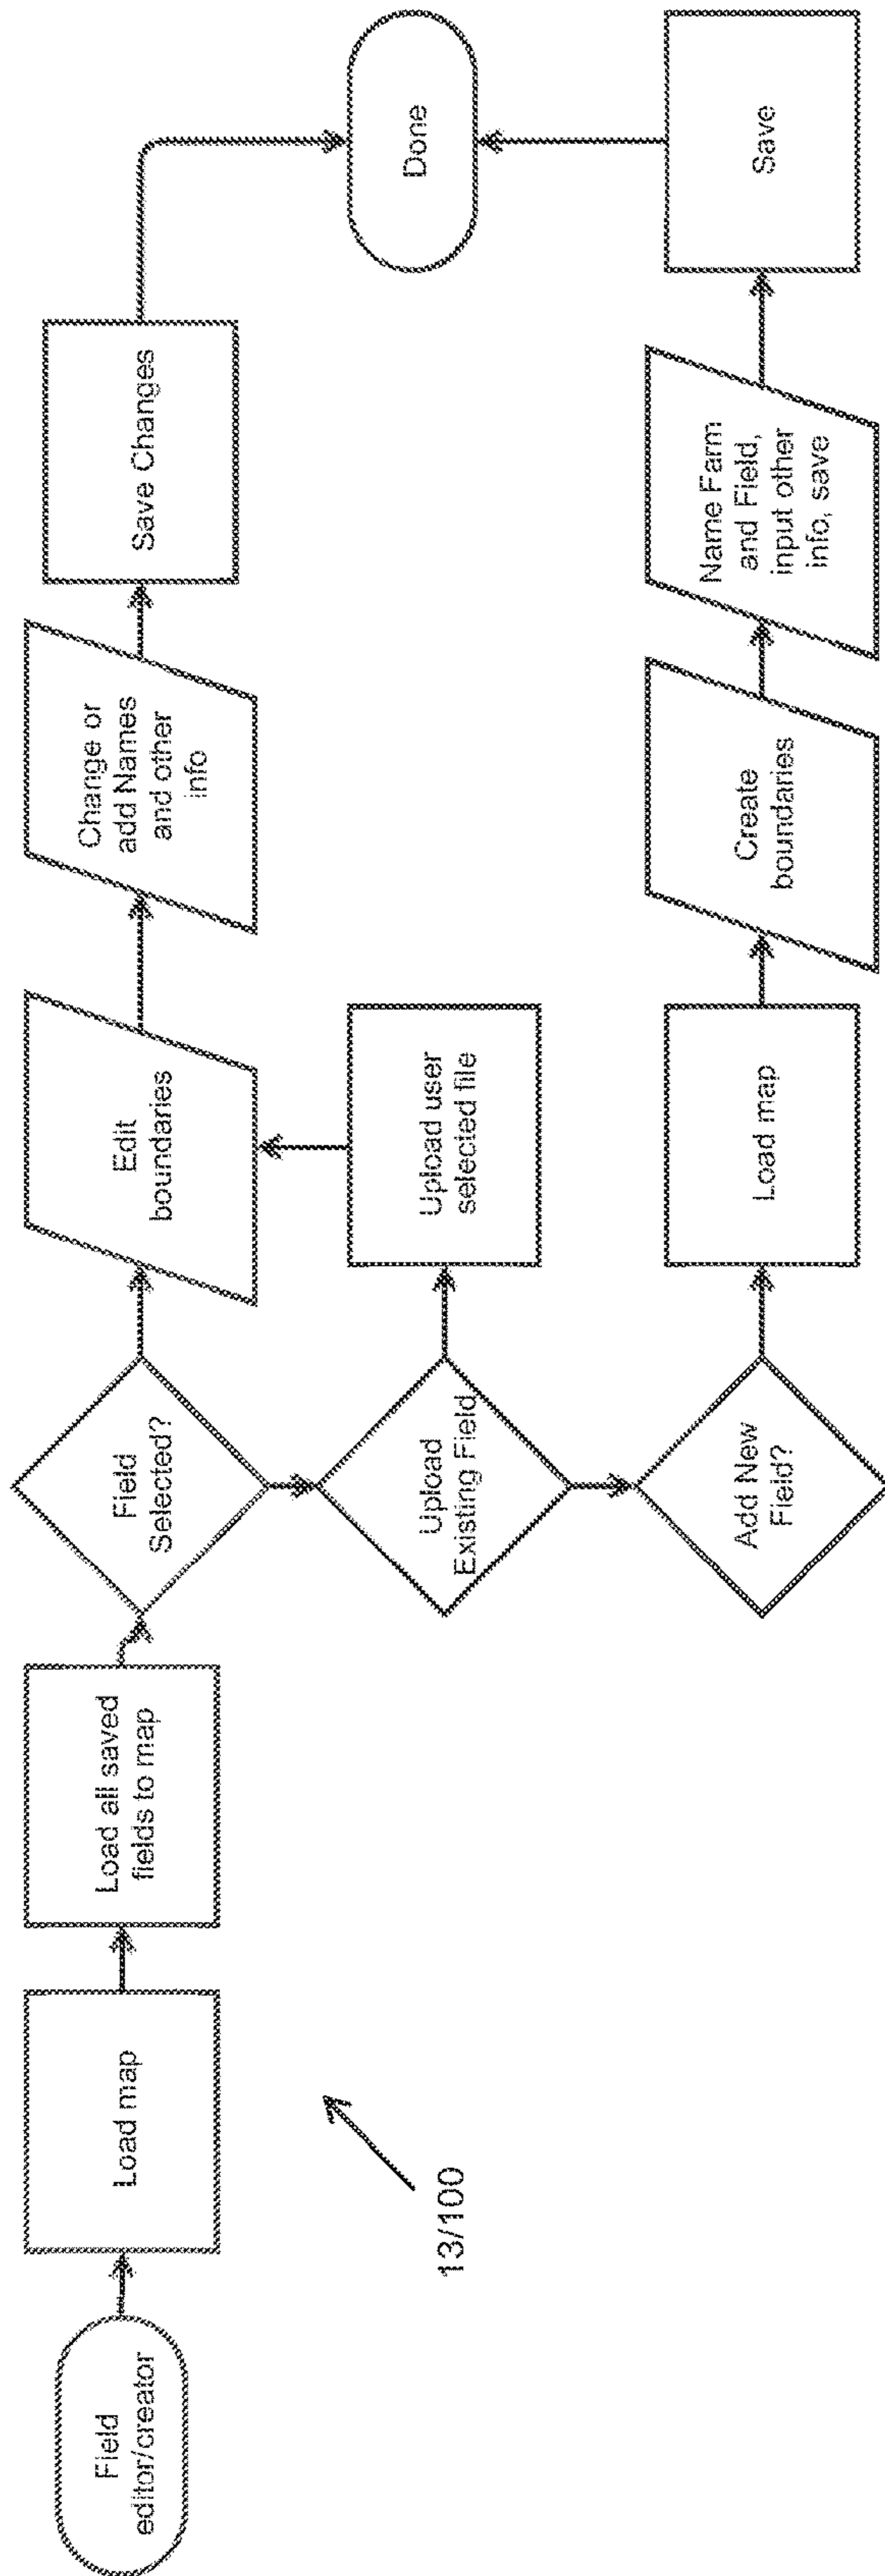 Field
editor/creator
Load map
Load all saved
fields to map
Field
Selected?
Edit
boundaries
Change or
add Names
and other
info
Save Changes
Upload
Existing Field
Upload user
selected file
Done
Add New
Field?
Load map
Create
boundaries
Name Farm
and Field,
input other
info, save
Save
13/100